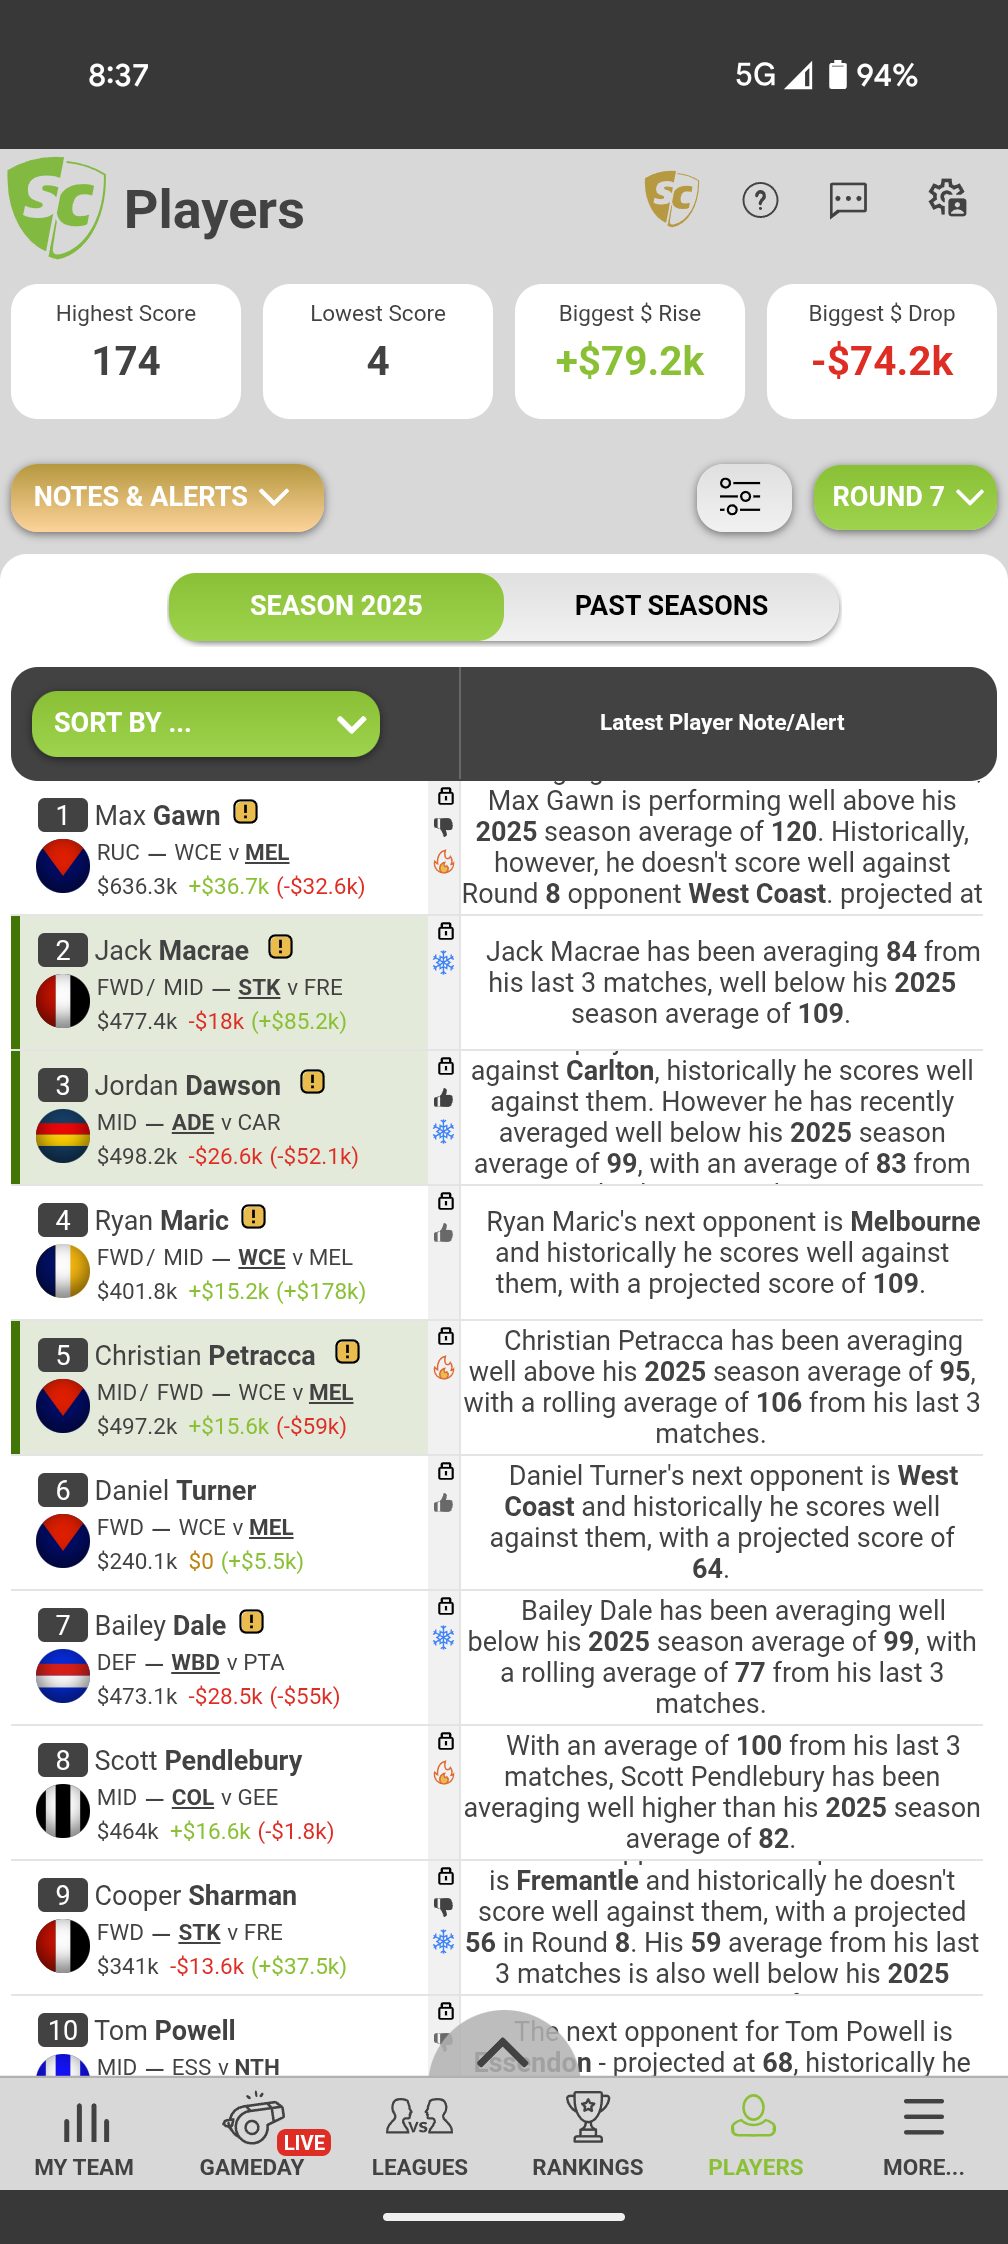 8:37
5G 94%
SC Players SC ?
Highest Score
174
Lowest Score
4
Biggest $ Rise
+$79.2k
Biggest $ Drop
-$74.2k
NOTES & ALERTS
ROUND 7
SEASON 2025
PAST SEASONS
SORT BY ...
Latest Player Note/Alert
1 Max Gawn !
RUC — WCE v MEL
$636.3k +$36.7k (-$32.6k)
Max Gawn is performing well above his
2025 season average of 120. Historically,
however, he doesn't score well against
Round 8 opponent West Coast. projected at
2 Jack Macrae !
FWD/ MID — STK v FRE
$477.4k -$18k (+$85.2k)
Jack Macrae has been averaging 84 from
his last 3 matches, well below his 2025
season average of 109.
3 Jordan Dawson !
MID — ADE v CAR
$498.2k -$26.6k (-$52.1k)
against Carlton, historically he scores well
against them. However he has recently
averaged well below his 2025 season
average of 99, with an average of 83 from
4 Ryan Maric !
FWD/ MID — WCE v MEL
$401.8k +$15.2k (+$178k)
Ryan Maric's next opponent is Melbourne
and historically he scores well against
them, with a projected score of 109.
5 Christian Petracca !
MID/ FWD — WCE v MEL
$497.2k +$15.6k (-$59k)
Christian Petracca has been averaging
well above his 2025 season average of 95,
with a rolling average of 106 from his last 3
matches.
6 Daniel Turner
FWD — WCE v MEL
$240.1k $0 (+$5.5k)
Daniel Turner's next opponent is West
Coast and historically he scores well
against them, with a projected score of
64.
7 Bailey Dale !
DEF — WBD v PTA
$473.1k -$28.5k (-$55k)
Bailey Dale has been averaging well
below his 2025 season average of 99, with
a rolling average of 77 from his last 3
matches.
8 Scott Pendlebury
MID — COL v GEE
$464k +$16.6k (-$1.8k)
With an average of 100 from his last 3
matches, Scott Pendlebury has been
averaging well higher than his 2025 season
average of 82.
9 Cooper Sharman
FWD — STK v FRE
$341k -$13.6k (+$37.5k)
is Fremantle and historically he doesn't
score well against them, with a projected
56 in Round 8. His 59 average from his last
3 matches is also well below his 2025
10 Tom Powell
MID — ESS v NTH
The next opponent for Tom Powell is
Essendon - projected at 68, historically he
MY TEAM
LIVE
GAMEDAY
VS
LEAGUES
RANKINGS
PLAYERS
MORE...